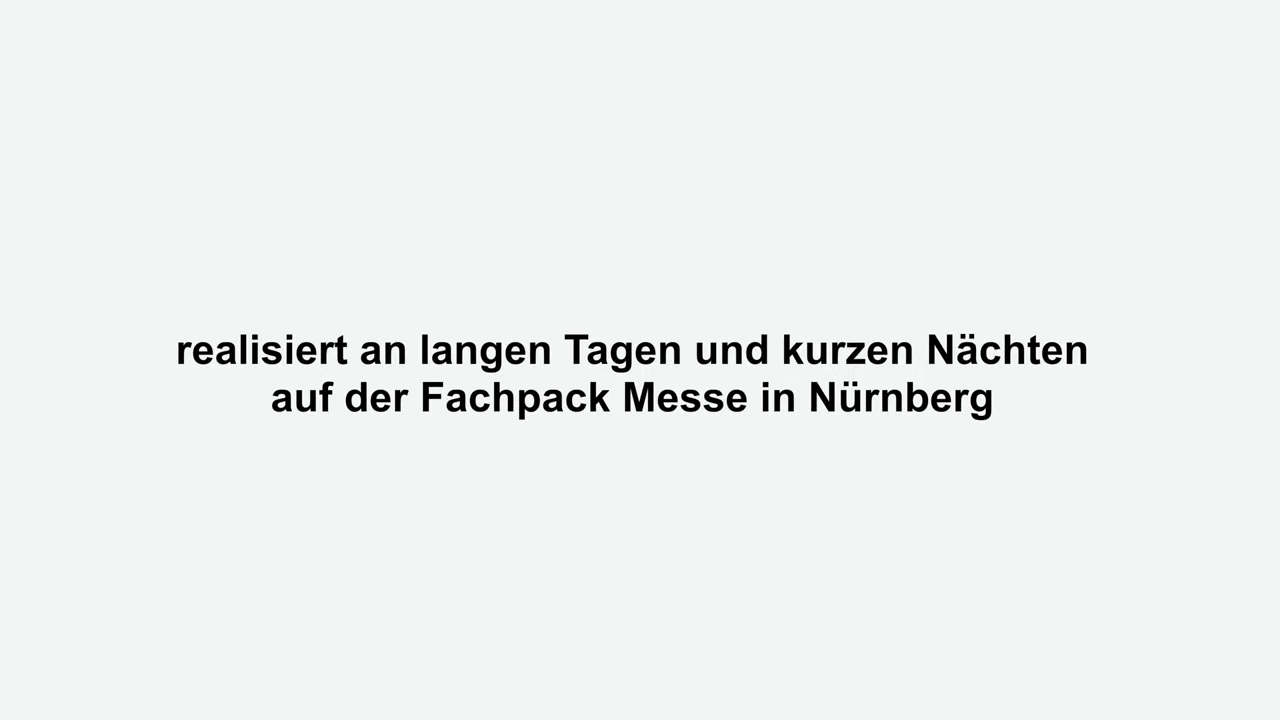 realisiert an langen Tagen und kurzen Nächten
auf der Fachpack Messe in Nürnberg